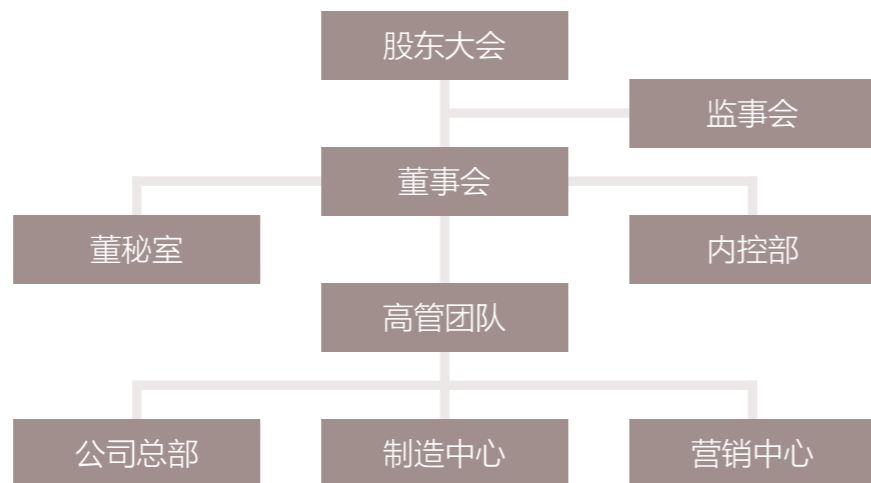 股东大会
监事会
董事会
董秘室
内控部
高管团队
公司总部
制造中心
营销中心